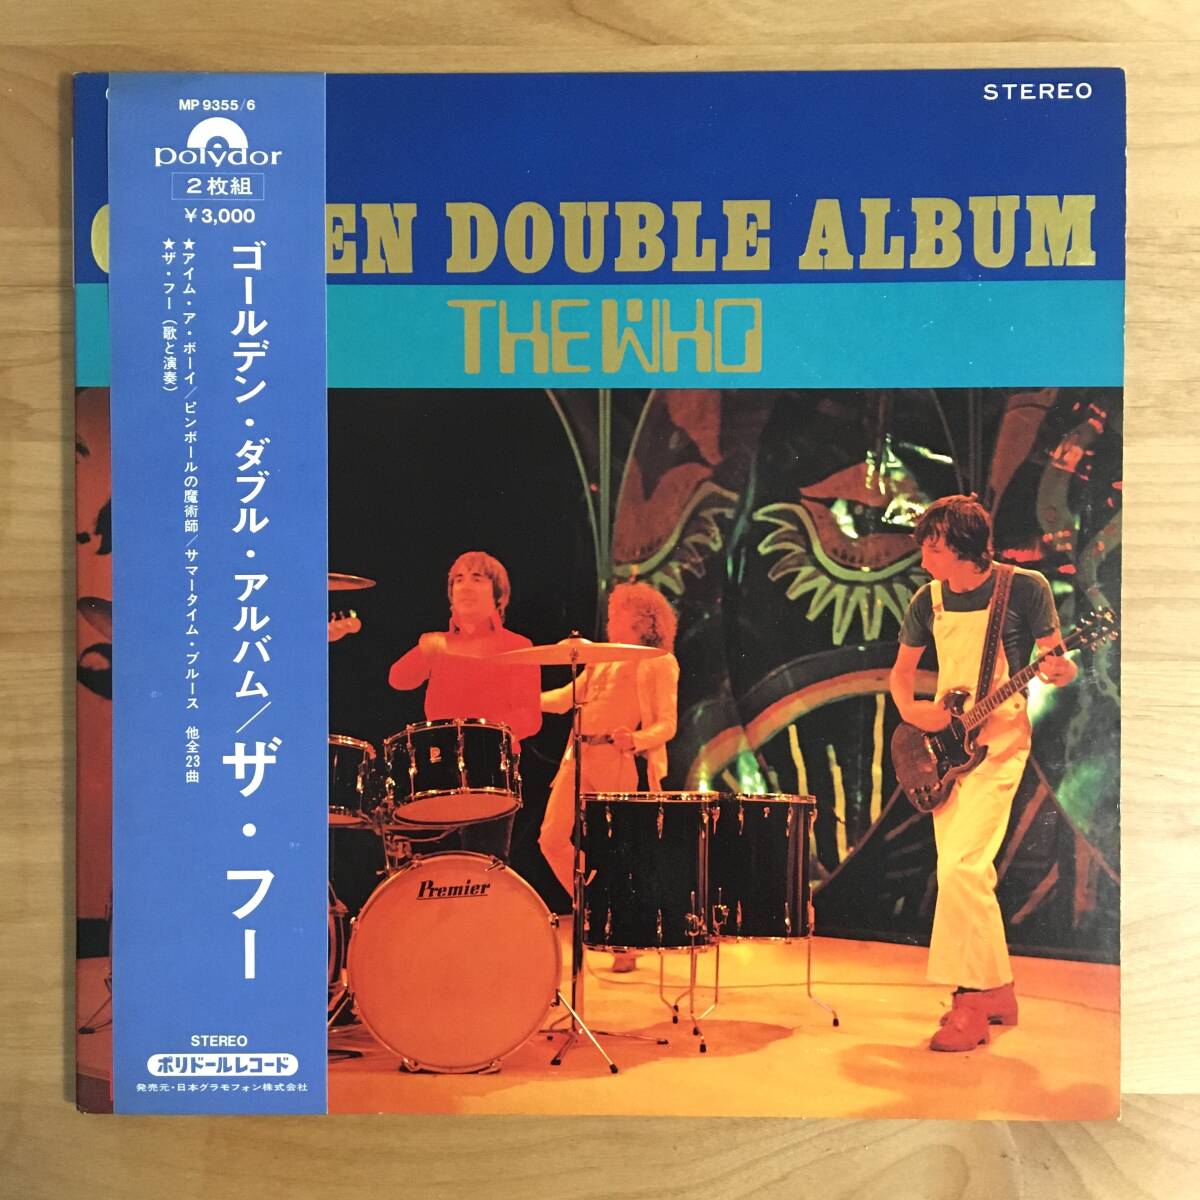 MP 9355/6
polydor
2枚組
¥3,000
ゴールデン・ダブル・アルバム/ザ・フー
★アイム・ア・ボーイ/ピンボールの魔術師/サマータイム・ブルース 他全23曲
★ザ・フー(歌と演奏)
STEREO
ポリドールレコード
発売元・日本グラモフォン株式会社
STEREO
EN DOUBLE ALBUM
THE WHO
Premier